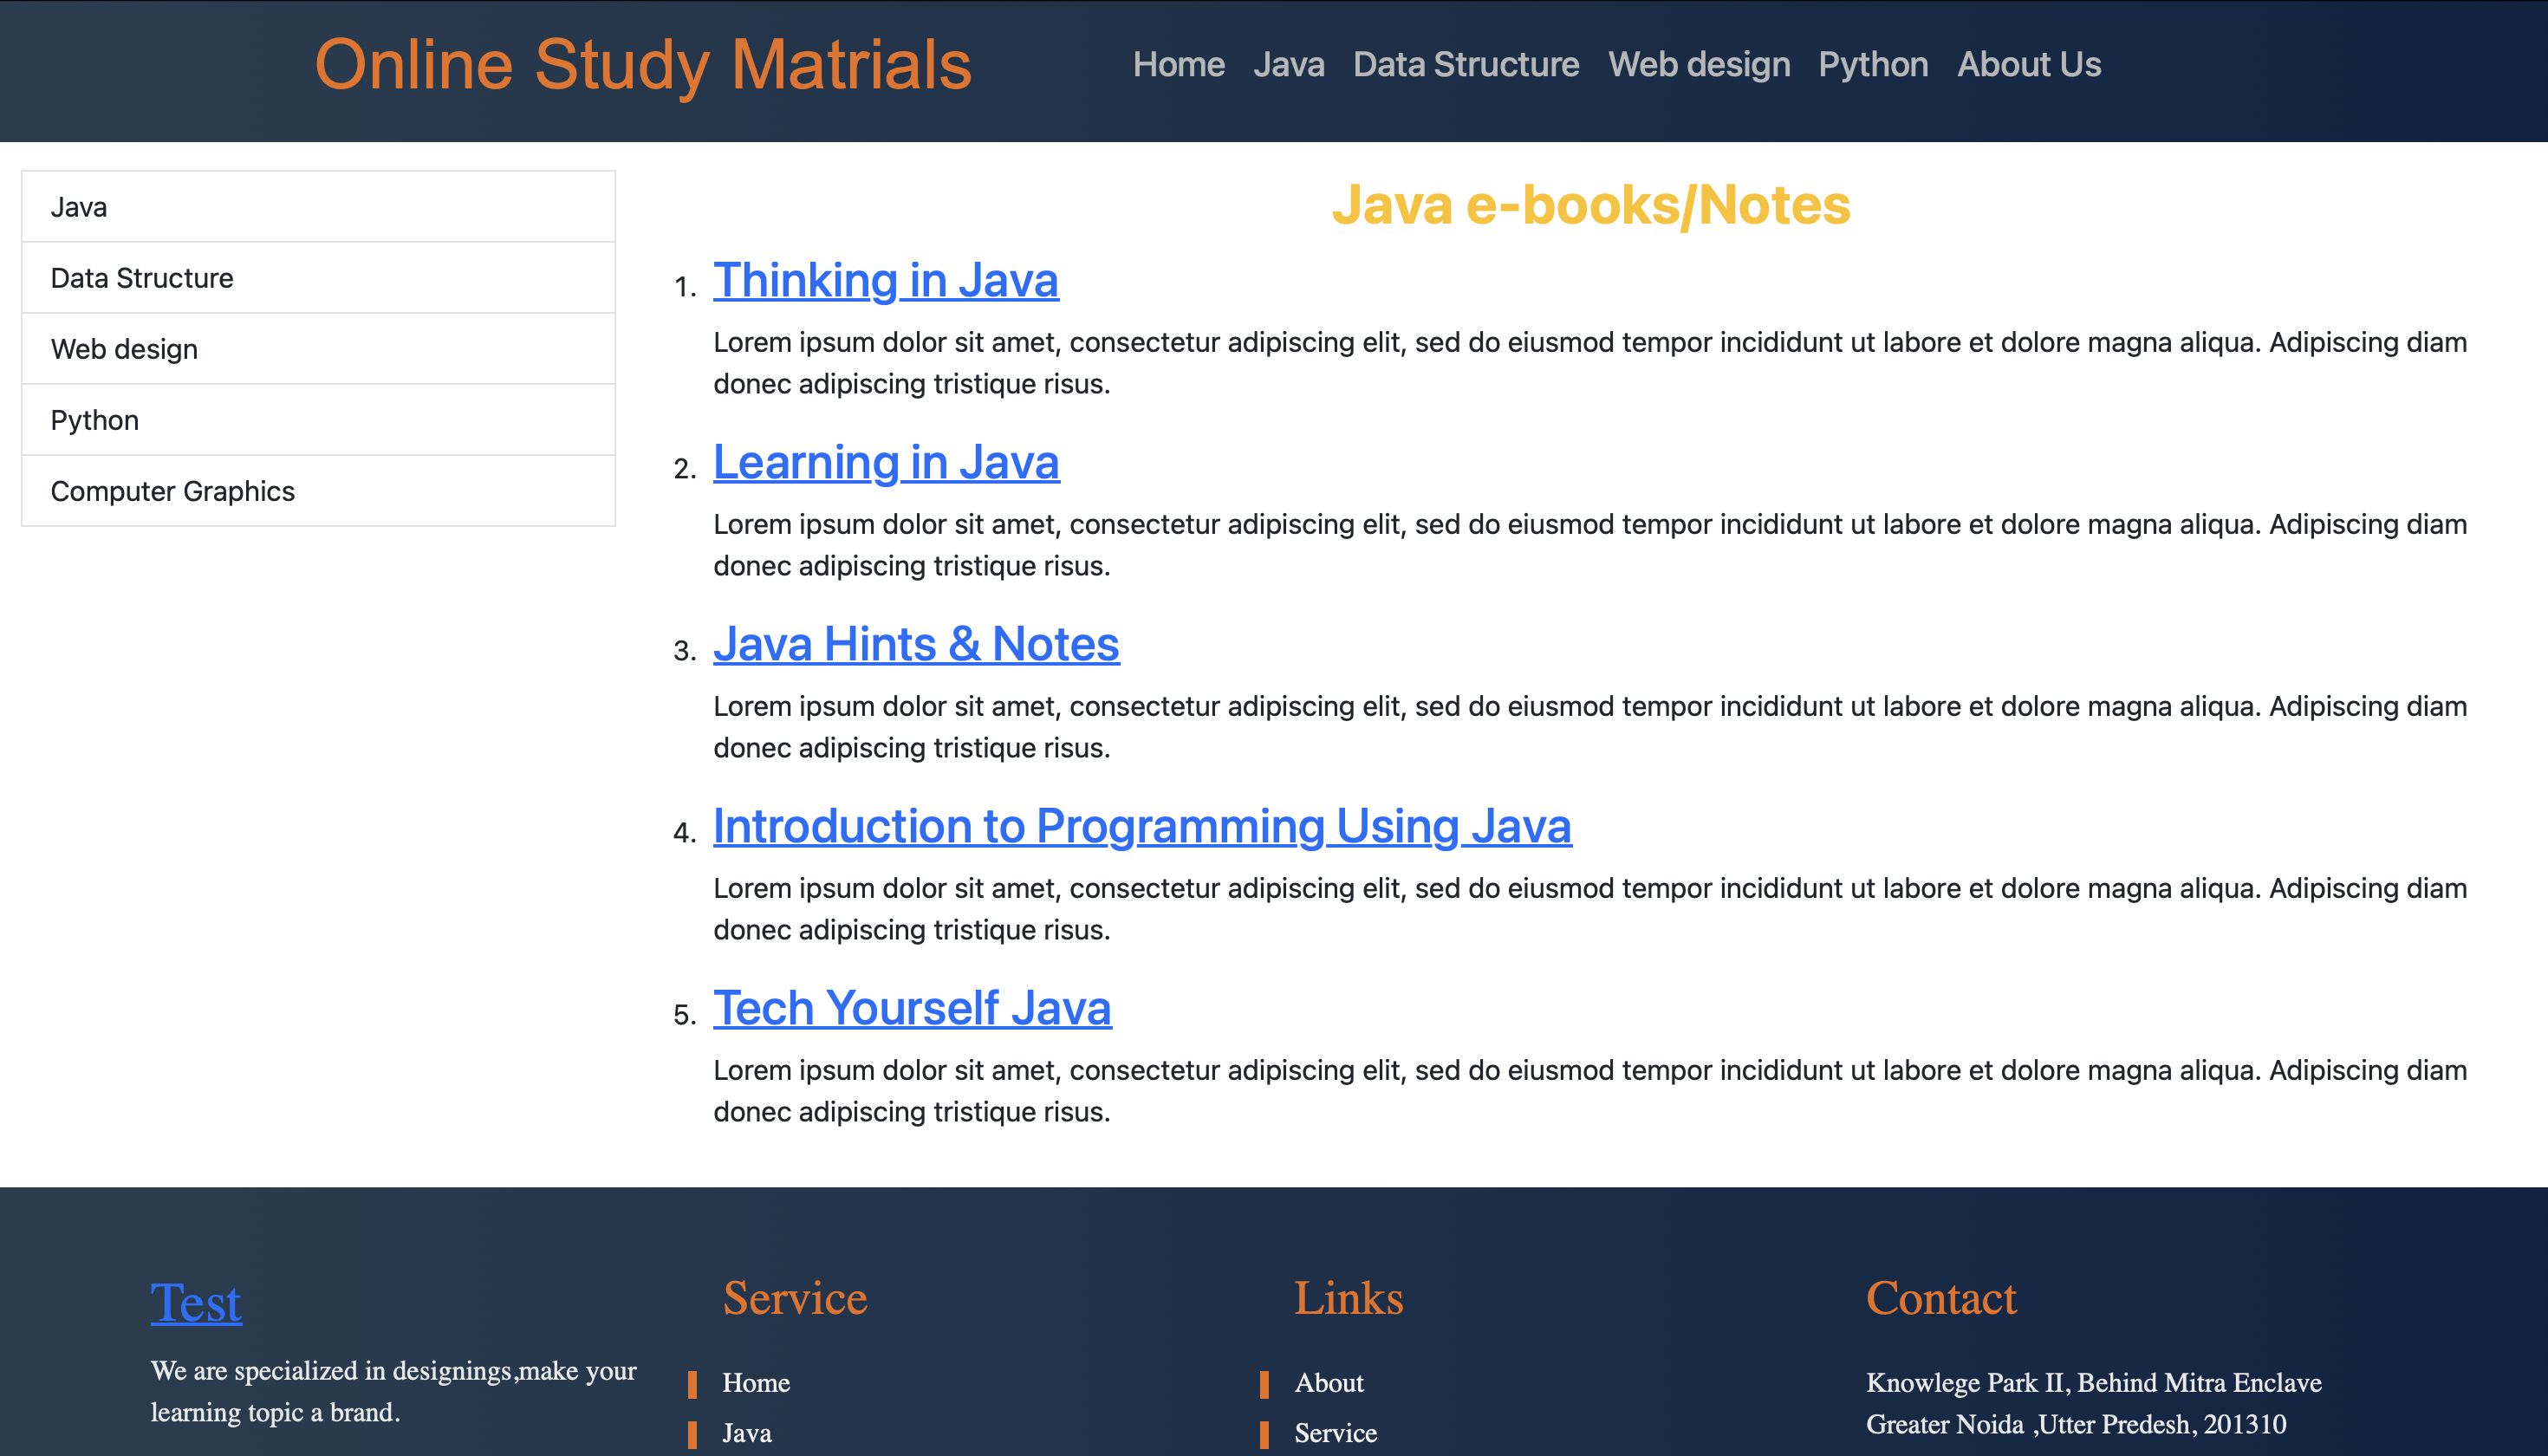 Online Study Matrials
Home Java Data Structure Web design Python About Us
Java
Data Structure
Web design
Python
Computer Graphics
Java e-books/Notes
1. Thinking in Java
Lorem ipsum dolor sit amet, consectetur adipiscing elit, sed do eiusmod tempor incididunt ut labore et dolore magna aliqua. Adipiscing diam
donec adipiscing tristique risus.
2. Learning in Java
Lorem ipsum dolor sit amet, consectetur adipiscing elit, sed do eiusmod tempor incididunt ut labore et dolore magna aliqua. Adipiscing diam
donec adipiscing tristique risus.
3. Java Hints & Notes
Lorem ipsum dolor sit amet, consectetur adipiscing elit, sed do eiusmod tempor incididunt ut labore et dolore magna aliqua. Adipiscing diam
donec adipiscing tristique risus.
4. Introduction to Programming Using Java
Lorem ipsum dolor sit amet, consectetur adipiscing elit, sed do eiusmod tempor incididunt ut labore et dolore magna aliqua. Adipiscing diam
donec adipiscing tristique risus.
5. Tech Yourself Java
Lorem ipsum dolor sit amet, consectetur adipiscing elit, sed do eiusmod tempor incididunt ut labore et dolore magna aliqua. Adipiscing diam
donec adipiscing tristique risus.
Test
We are specialized in designings,make your
learning topic a brand.
Service
Home
Java
Links
About
Service
Contact
Knowlege Park II, Behind Mitra Enclave
Greater Noida ,Utter Predesh, 201310